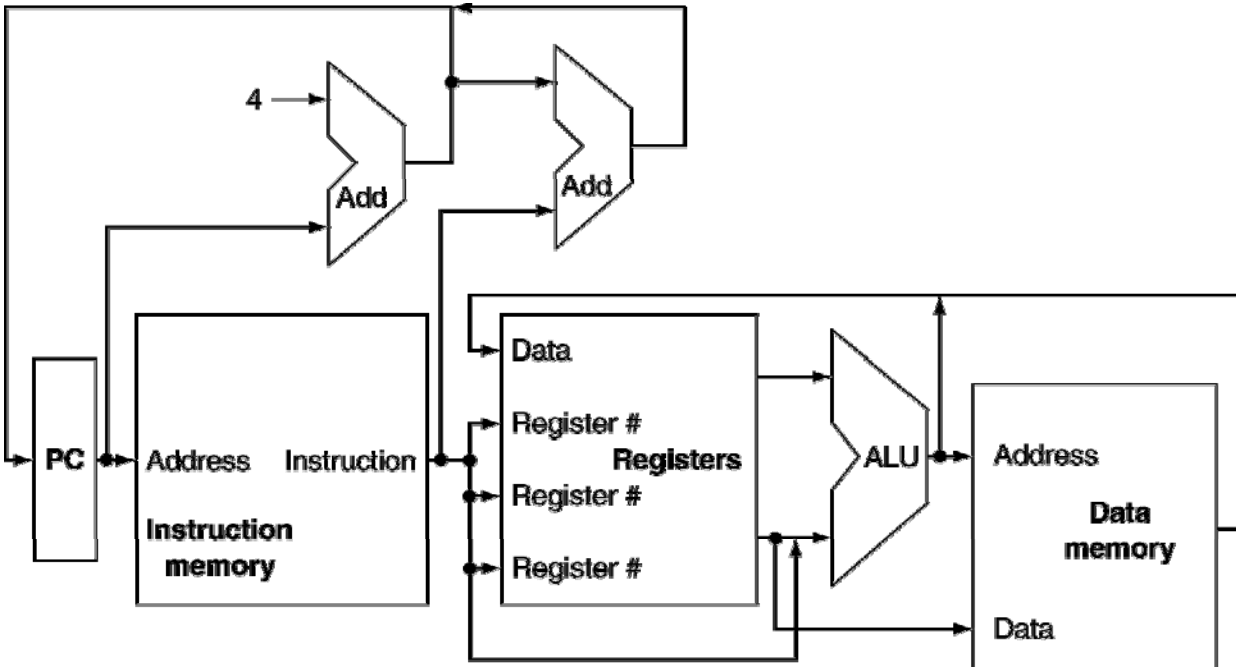 4
Add
Add
Data
Register #
PC
Address
Instruction
Registers
ALU
Address
Instruction
memory
Register #
Data
memory
Register #
Data